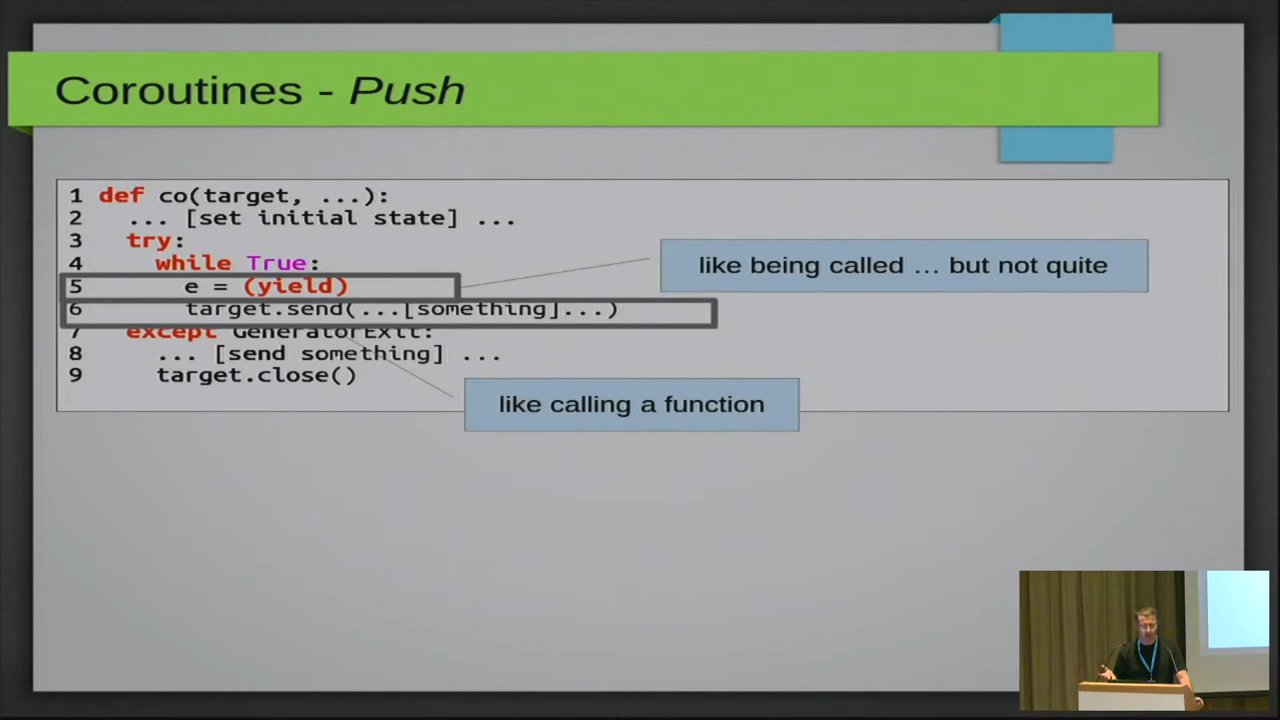 Coroutines - Push
1 def co(target, ...):
2 ... [set initial state] ...
3 try:
4 while True:
5 e = (yield)
6 target.send(...[something]...)
7 except GeneratorExit:
8 ... [send something] ...
9 target.close()
like being called … but not quite
like calling a function